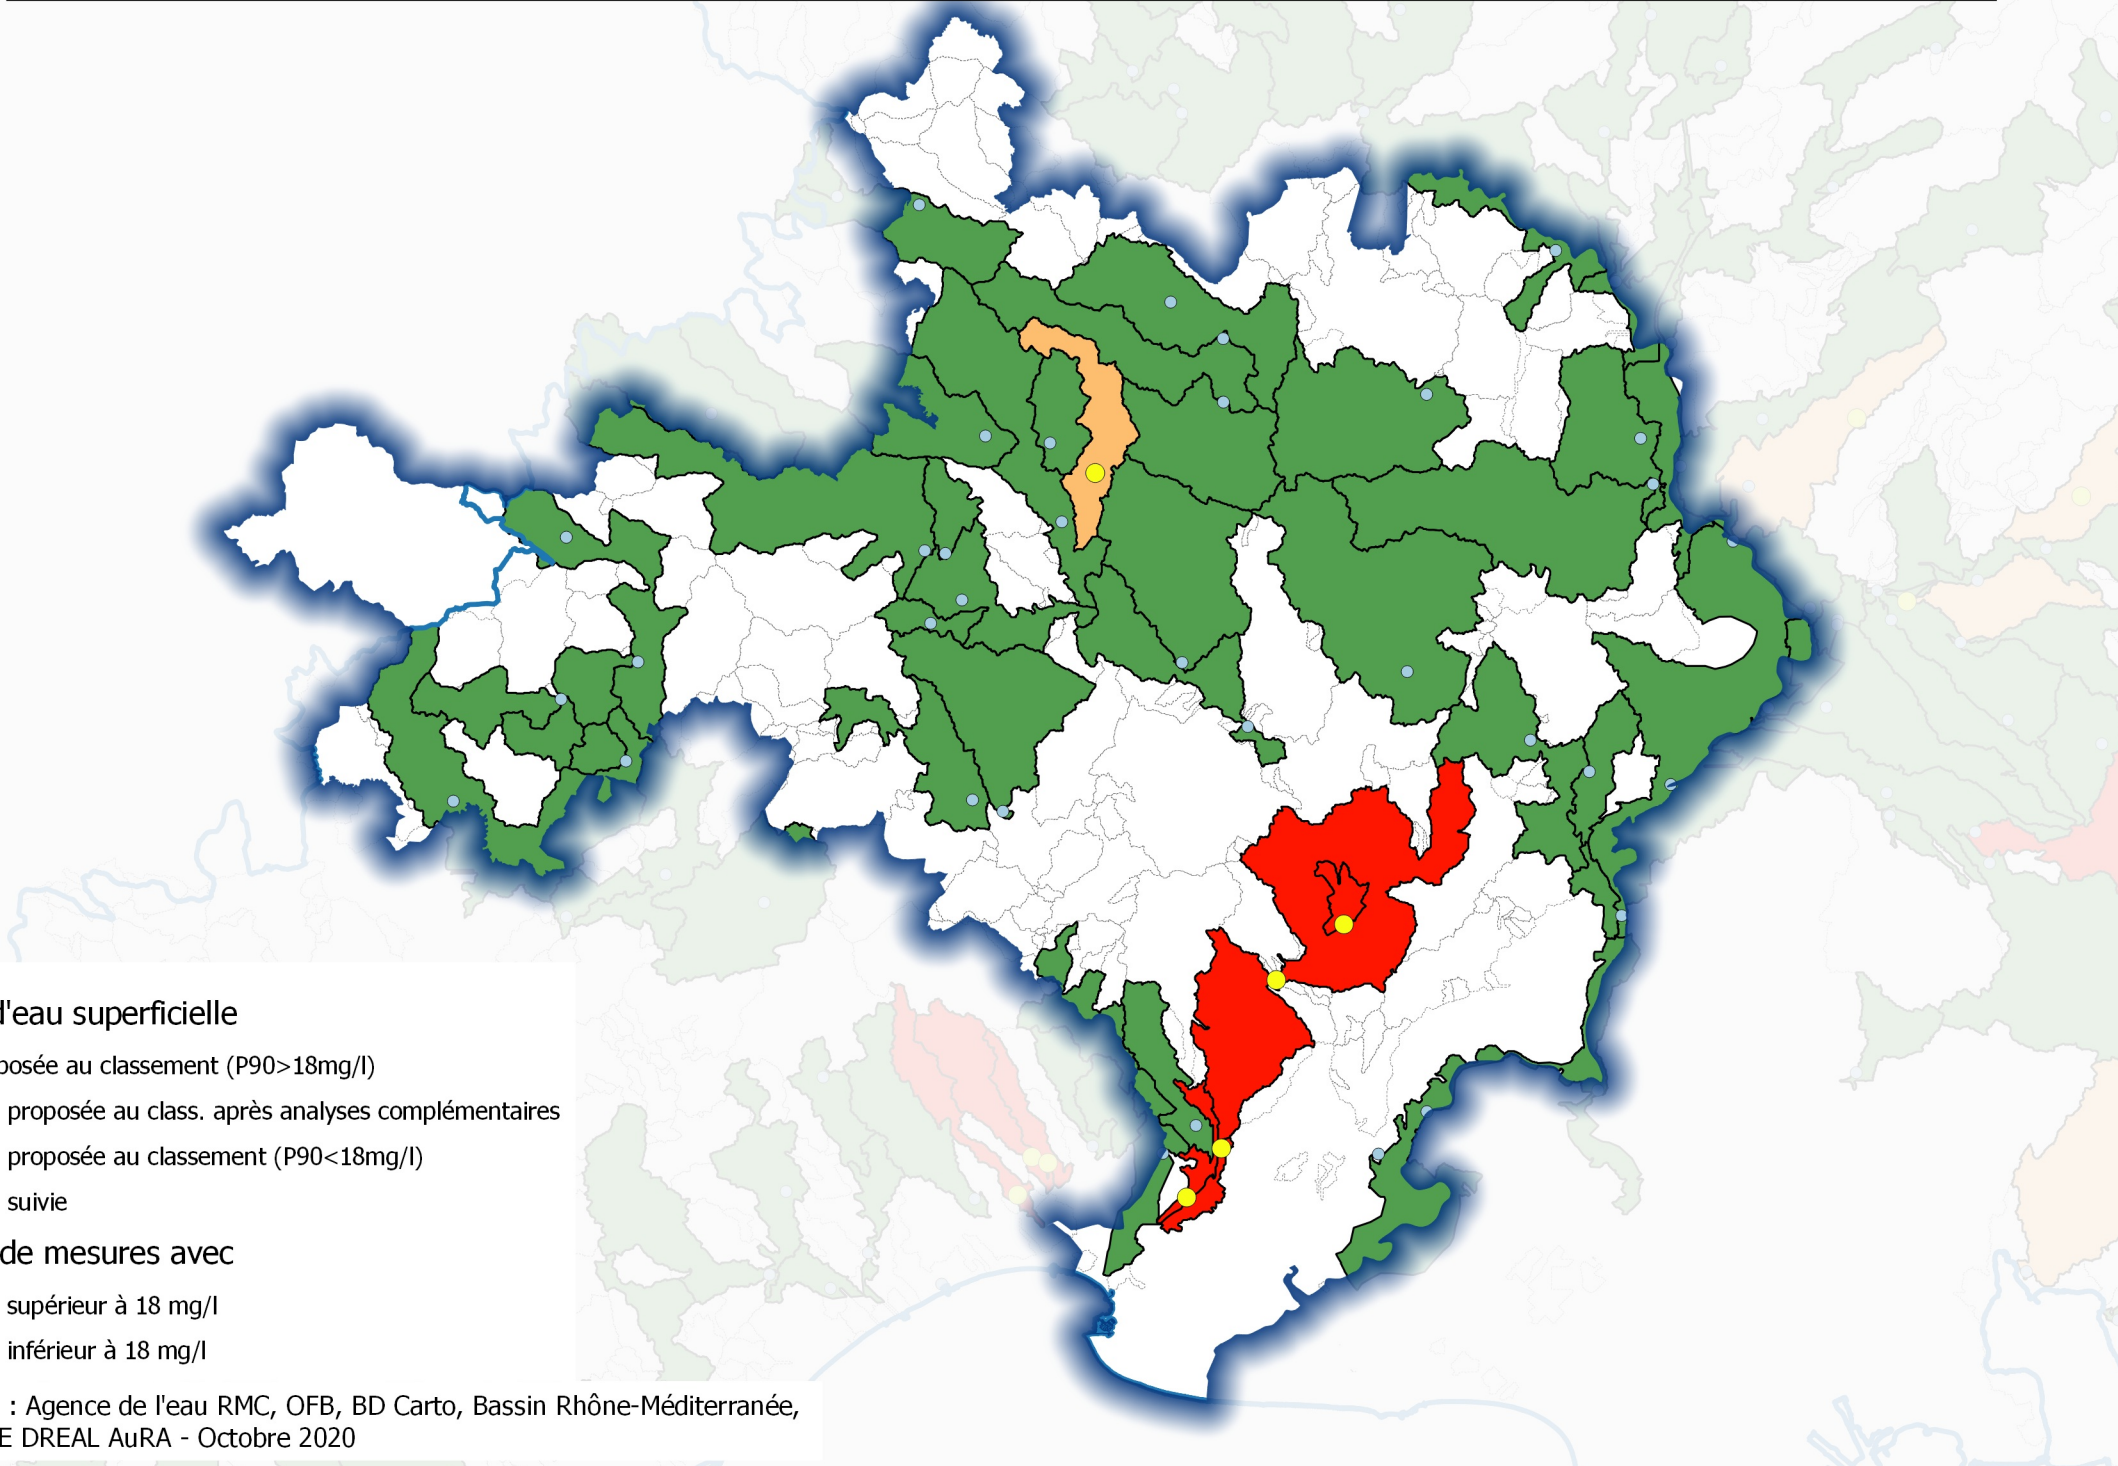 d'eau superficielle
posée au classement (P90>18mg/l)
proposée au class. après analyses complémentaires
proposée au classement (P90<18mg/l)
suivie
de mesures avec
supérieur à 18 mg/l
inférieur à 18 mg/l
: Agence de l'eau RMC, OFB, BD Carto, Bassin Rhône-Méditerranée,
E DREAL AuRA - Octobre 2020